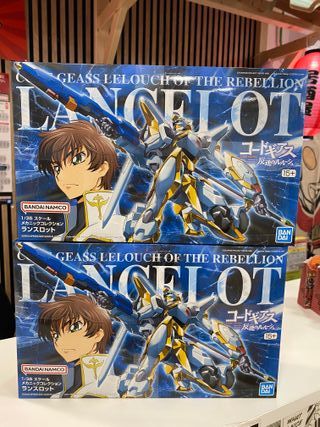 GEASS LELOUCH OF THE REBELLION
LANCELOT
コードギアス
反逆のルルーシュ
15+
BANDAI NAMCO
1/35 スケール
メカニックコレクション
ランスロット
BAN
DAI
GEASS LELOUCH OF THE REBELLION
LANCELOT
コードギアス
反逆のルルーシュ
15+
BANDAI NAMCO
1/35 スケール
メカニックコレクション
ランスロット
BAN
DAI